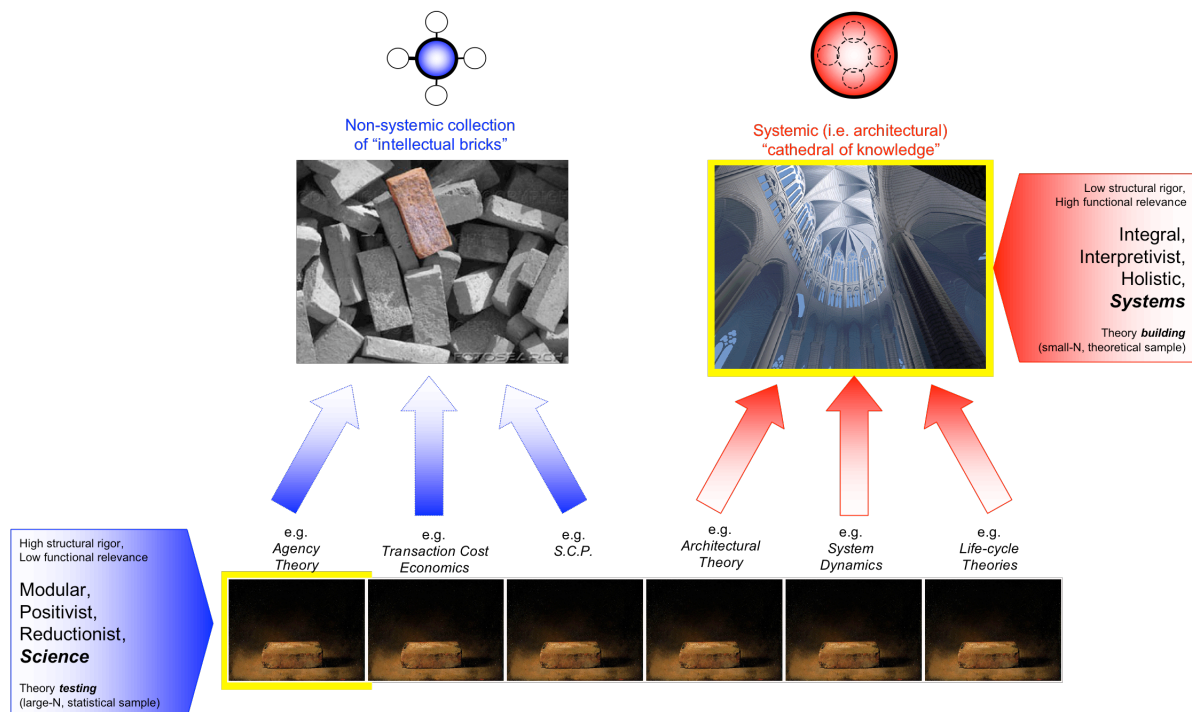 Non-systemic collection
of “intellectual bricks”
Systemic (i.e. architectural)
“cathedral of knowledge”
FOTOSEARCH
Low structural rigor,
High functional relevance
Integral,
Interpretivist,
Holistic,
Systems
Theory building
(small-N, theoretical sample)
High structural rigor,
Low functional relevance
Modular,
Positivist,
Reductionist,
Science
Theory testing
(large-N, statistical sample)
e.g.
Agency
Theory
e.g.
Transaction Cost
Economics
e.g.
S.C.P.
e.g.
Architectural
Theory
e.g.
System
Dynamics
e.g.
Life-cycle
Theories